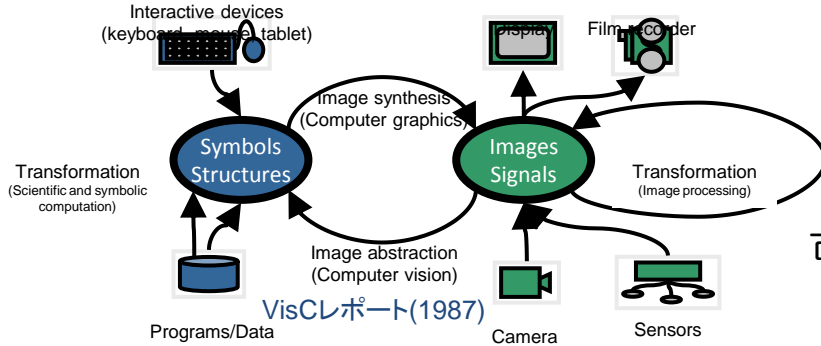 Interactive devices
(keyboard, mouse, tablet)
Display
Film recorder
Image synthesis
(Computer graphics)
Symbols
Structures
Images
Signals
Transformation
(Scientific and symbolic
computation)
Transformation
(Image processing)
Image abstraction
(Computer vision)
VisCレポート(1987)
Programs/Data
Camera
Sensors